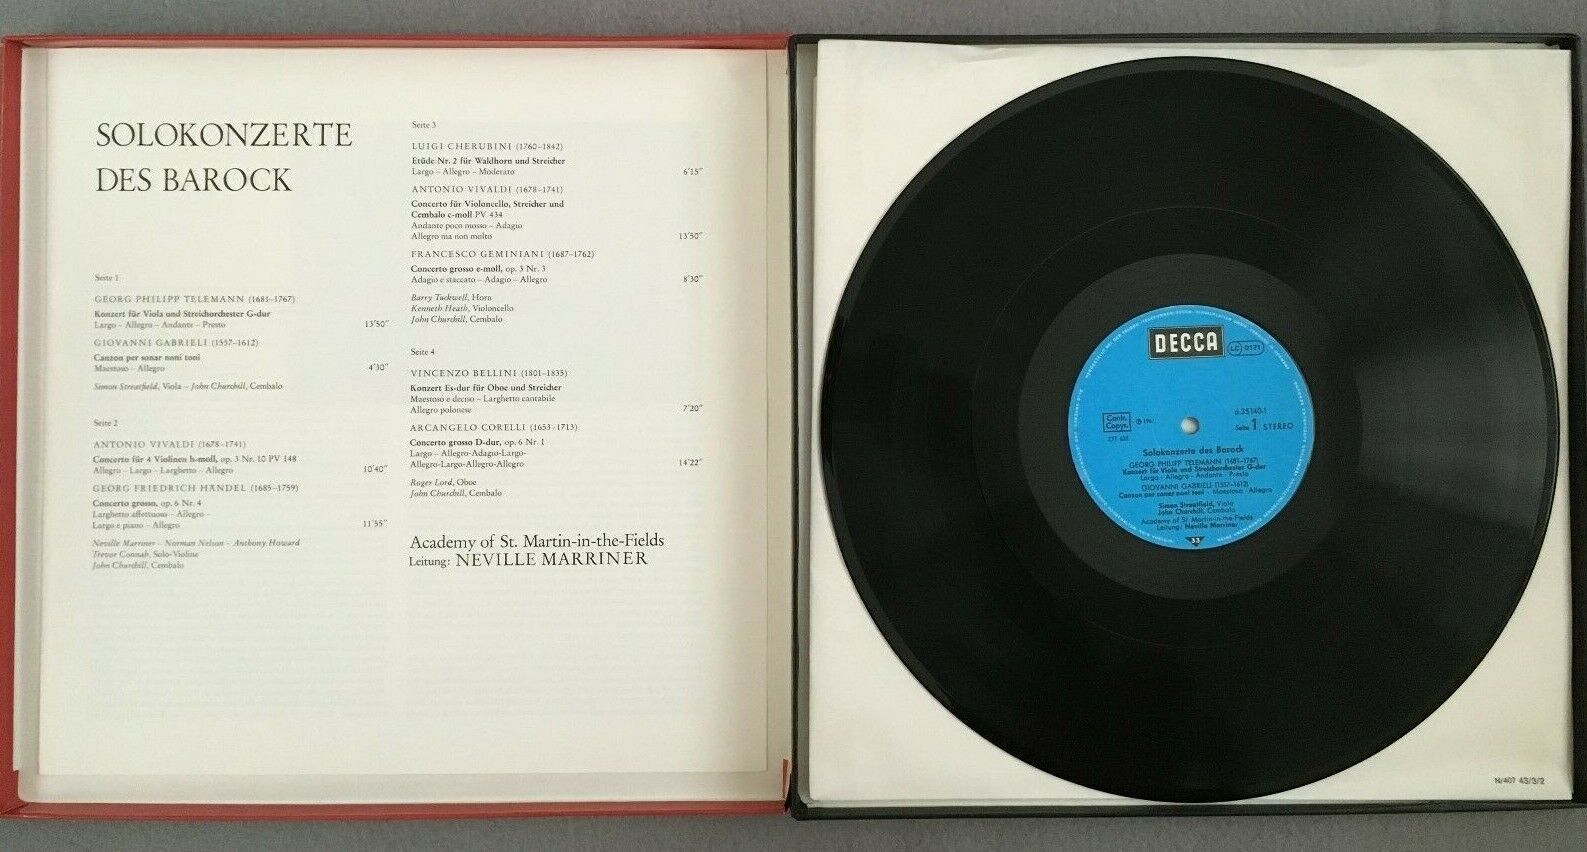 SOLOKONZERTE
DES BAROCK
Seite 1
GEORG PHILIPP TELEMANN (1681–1767)
Konzert für Viola und Streichorchester G-dur
Largo – Allegro – Andante – Presto 13'50"
GIOVANNI GABRIELI (1557–1612)
Canzon per sonar noni toni
Maestoso – Allegro 4'30"
Simon Streatfield, Viola – John Churchill, Cembalo
Seite 2
ANTONIO VIVALDI (1678–1741)
Concerto für 4 Violinen h-moll, op. 3 Nr. 10 PV 148
Allegro – Largo – Larghetto – Allegro 10'40"
GEORG FRIEDRICH HÄNDEL (1685–1759)
Concerto grosso, op. 6 Nr. 4
Larghetto affettuoso – Allegro –
Largo e piano – Allegro 11'55"
Neville Marriner – Norman Nelson – Anthony Howard
Trevor Connah, Solo-Violine
John Churchill, Cembalo
Seite 3
LUIGI CHERUBINI (1760–1842)
Etüde Nr. 2 für Waldhorn und Streicher
Largo – Allegro – Moderato 6'15"
ANTONIO VIVALDI (1678–1741)
Concerto für Violoncello, Streicher und
Cembalo c-moll PV 434
Andante poco mosso – Adagio
Allegro ma non molto 13'50"
FRANCESCO GEMINIANI (1687–1762)
Concerto grosso e-moll, op. 3 Nr. 3
Adagio e staccato – Adagio – Allegro 8'30"
Barry Tuckwell, Horn
Kenneth Heath, Violoncello
John Churchill, Cembalo
Seite 4
VINCENZO BELLINI (1801–1835)
Konzert Es-dur für Oboe und Streicher
Maestoso e deciso – Larghetto cantabile
Allegro polonese 7'20"
ARCANGELO CORELLI (1653–1713)
Concerto grosso D-dur, op. 6 Nr. 1
Largo – Allegro-Adagio-Largo-
Allegro-Largo-Allegro-Allegro 14'22"
Roger Lord, Oboe
John Churchill, Cembalo
Academy of St. Martin-in-the-Fields
Leitung: NEVILLE MARRINER
DECCA
LC 0171
Contr.
Copyr.
6.35140-1
Seite 1 STEREO
Solokonzerte des Barock
GEORG PHILIPP TELEMANN (1681-1767)
Konzert für Viola und Streichorchester G-dur
Largo - Allegro - Andante - Presto
GIOVANNI GABRIELI (1557-1612)
Canzon per sonar noni toni - Maestoso - Allegro
Simon Streatfield, Viola
John Churchill, Cembalo
Academy of St Martin-in-the-Fields
Leitung: Neville Marriner
33
N/407 43/3/2